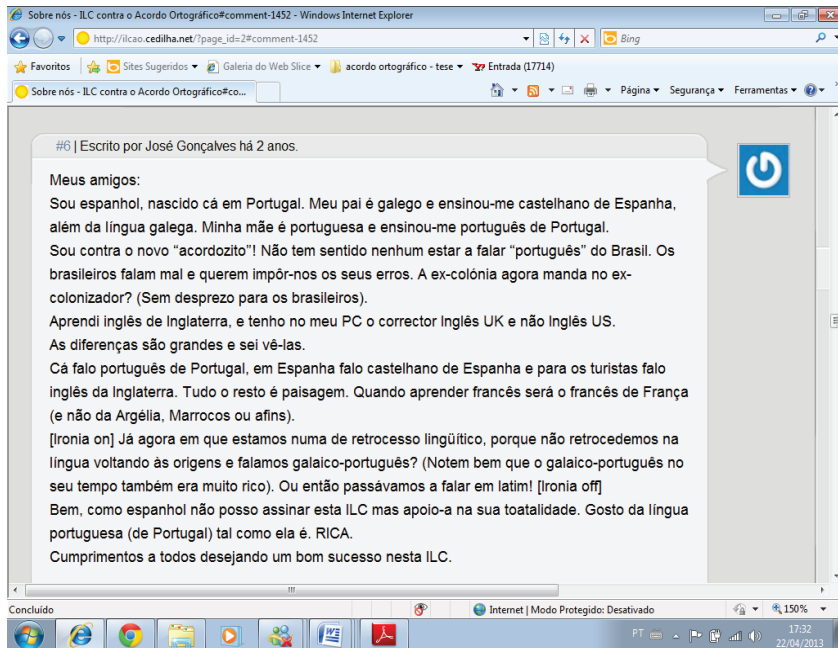 Sobre nós - ILC contra o Acordo Ortográfico#comment-1452 - Windows Internet Explorer
http://ilcao.cedilha.net/?page_id=2#comment-1452
Bing
Favoritos
Sites Sugeridos
Galeria do Web Slice
acordo ortográfico - tese
Entrada (17714)
Sobre nós - ILC contra o Acordo Ortográfico#co...
Página
Segurança
Ferramentas
#6 | Escrito por José Gonçalves há 2 anos.
Meus amigos:
Sou espanhol, nascido cá em Portugal. Meu pai é galego e ensinou-me castelhano de Espanha,
além da língua galega. Minha mãe é portuguesa e ensinou-me português de Portugal.
Sou contra o novo “acordozito”! Não tem sentido nenhum estar a falar “português” do Brasil. Os
brasileiros falam mal e querem impôr-nos os seus erros. A ex-colónia agora manda no ex-
colonizador? (Sem desprezo para os brasileiros).
Aprendi inglês de Inglaterra, e tenho no meu PC o corrector Inglês UK e não Inglês US.
As diferenças são grandes e sei vê-las.
Cá falo português de Portugal, em Espanha falo castelhano de Espanha e para os turistas falo
inglês da Inglaterra. Tudo o resto é paisagem. Quando aprender francês será o francês de França
(e não da Argélia, Marrocos ou afins).
[Ironia on] Já agora em que estamos numa de retrocesso lingüítico, porque não retrocedemos na
língua voltando às origens e falamos galaico-português? (Notem bem que o galaico-português no
seu tempo também era muito rico). Ou então passávamos a falar em latim! [Ironia off]
Bem, como espanhol não posso assinar esta ILC mas apoio-a na sua toatalidade. Gosto da língua
portuguesa (de Portugal) tal como ela é. RICA.
Cumprimentos a todos desejando um bom sucesso nesta ILC.
Concluído
Internet | Modo Protegido: Desativado
150%
PT
17:32
22/04/2013